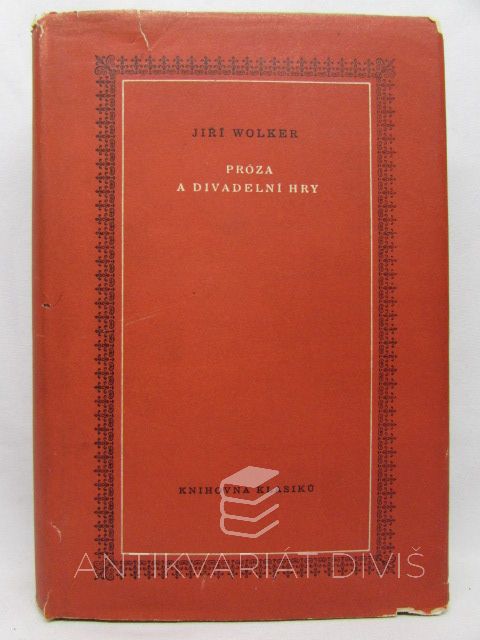 JIŘÍ WOLKER
PRÓZA
A DIVADELNÍ HRY
KNIHOVNA KLASIKŮ
ANTIKVARIÁT DIVIŠ